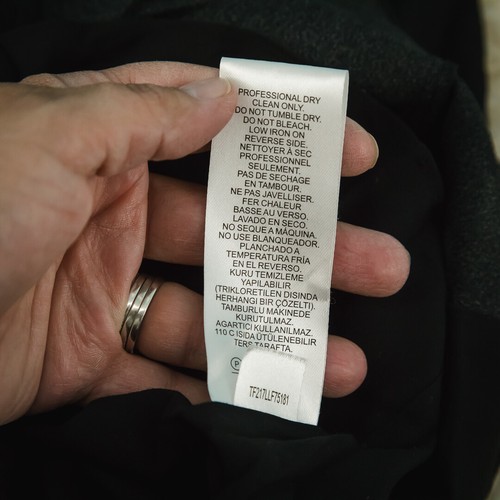 PROFESSIONAL DRY
CLEAN ONLY.
DO NOT TUMBLE DRY.
DO NOT BLEACH.
LOW IRON ON
REVERSE SIDE.
NETTOYER À SEC
PROFESSIONNEL
SEULEMENT.
PAS DE SECHAGE
EN TAMBOUR.
NE PAS JAVELLISER.
FER CHALEUR
BASSE AU VERSO.
LAVADO EN SECO.
NO SEQUE A MÁQUINA.
NO USE BLANQUEADOR.
PLANCHADO A
TEMPERATURA FRÍA
EN EL REVERSO.
KURU TEMIZLEME
YAPILABILIR
(TRIKLORETILEN DISINDA
HERHANGI BIR ÇÖZELTI).
TAMBURLU MÁKINEDE
KURUTULMAZ.
AGARTICI KULLANILMAZ.
110 C ISIDA ÜTÜLENEBILIR
TERS TARAFTA.
P
TF217LLF75181